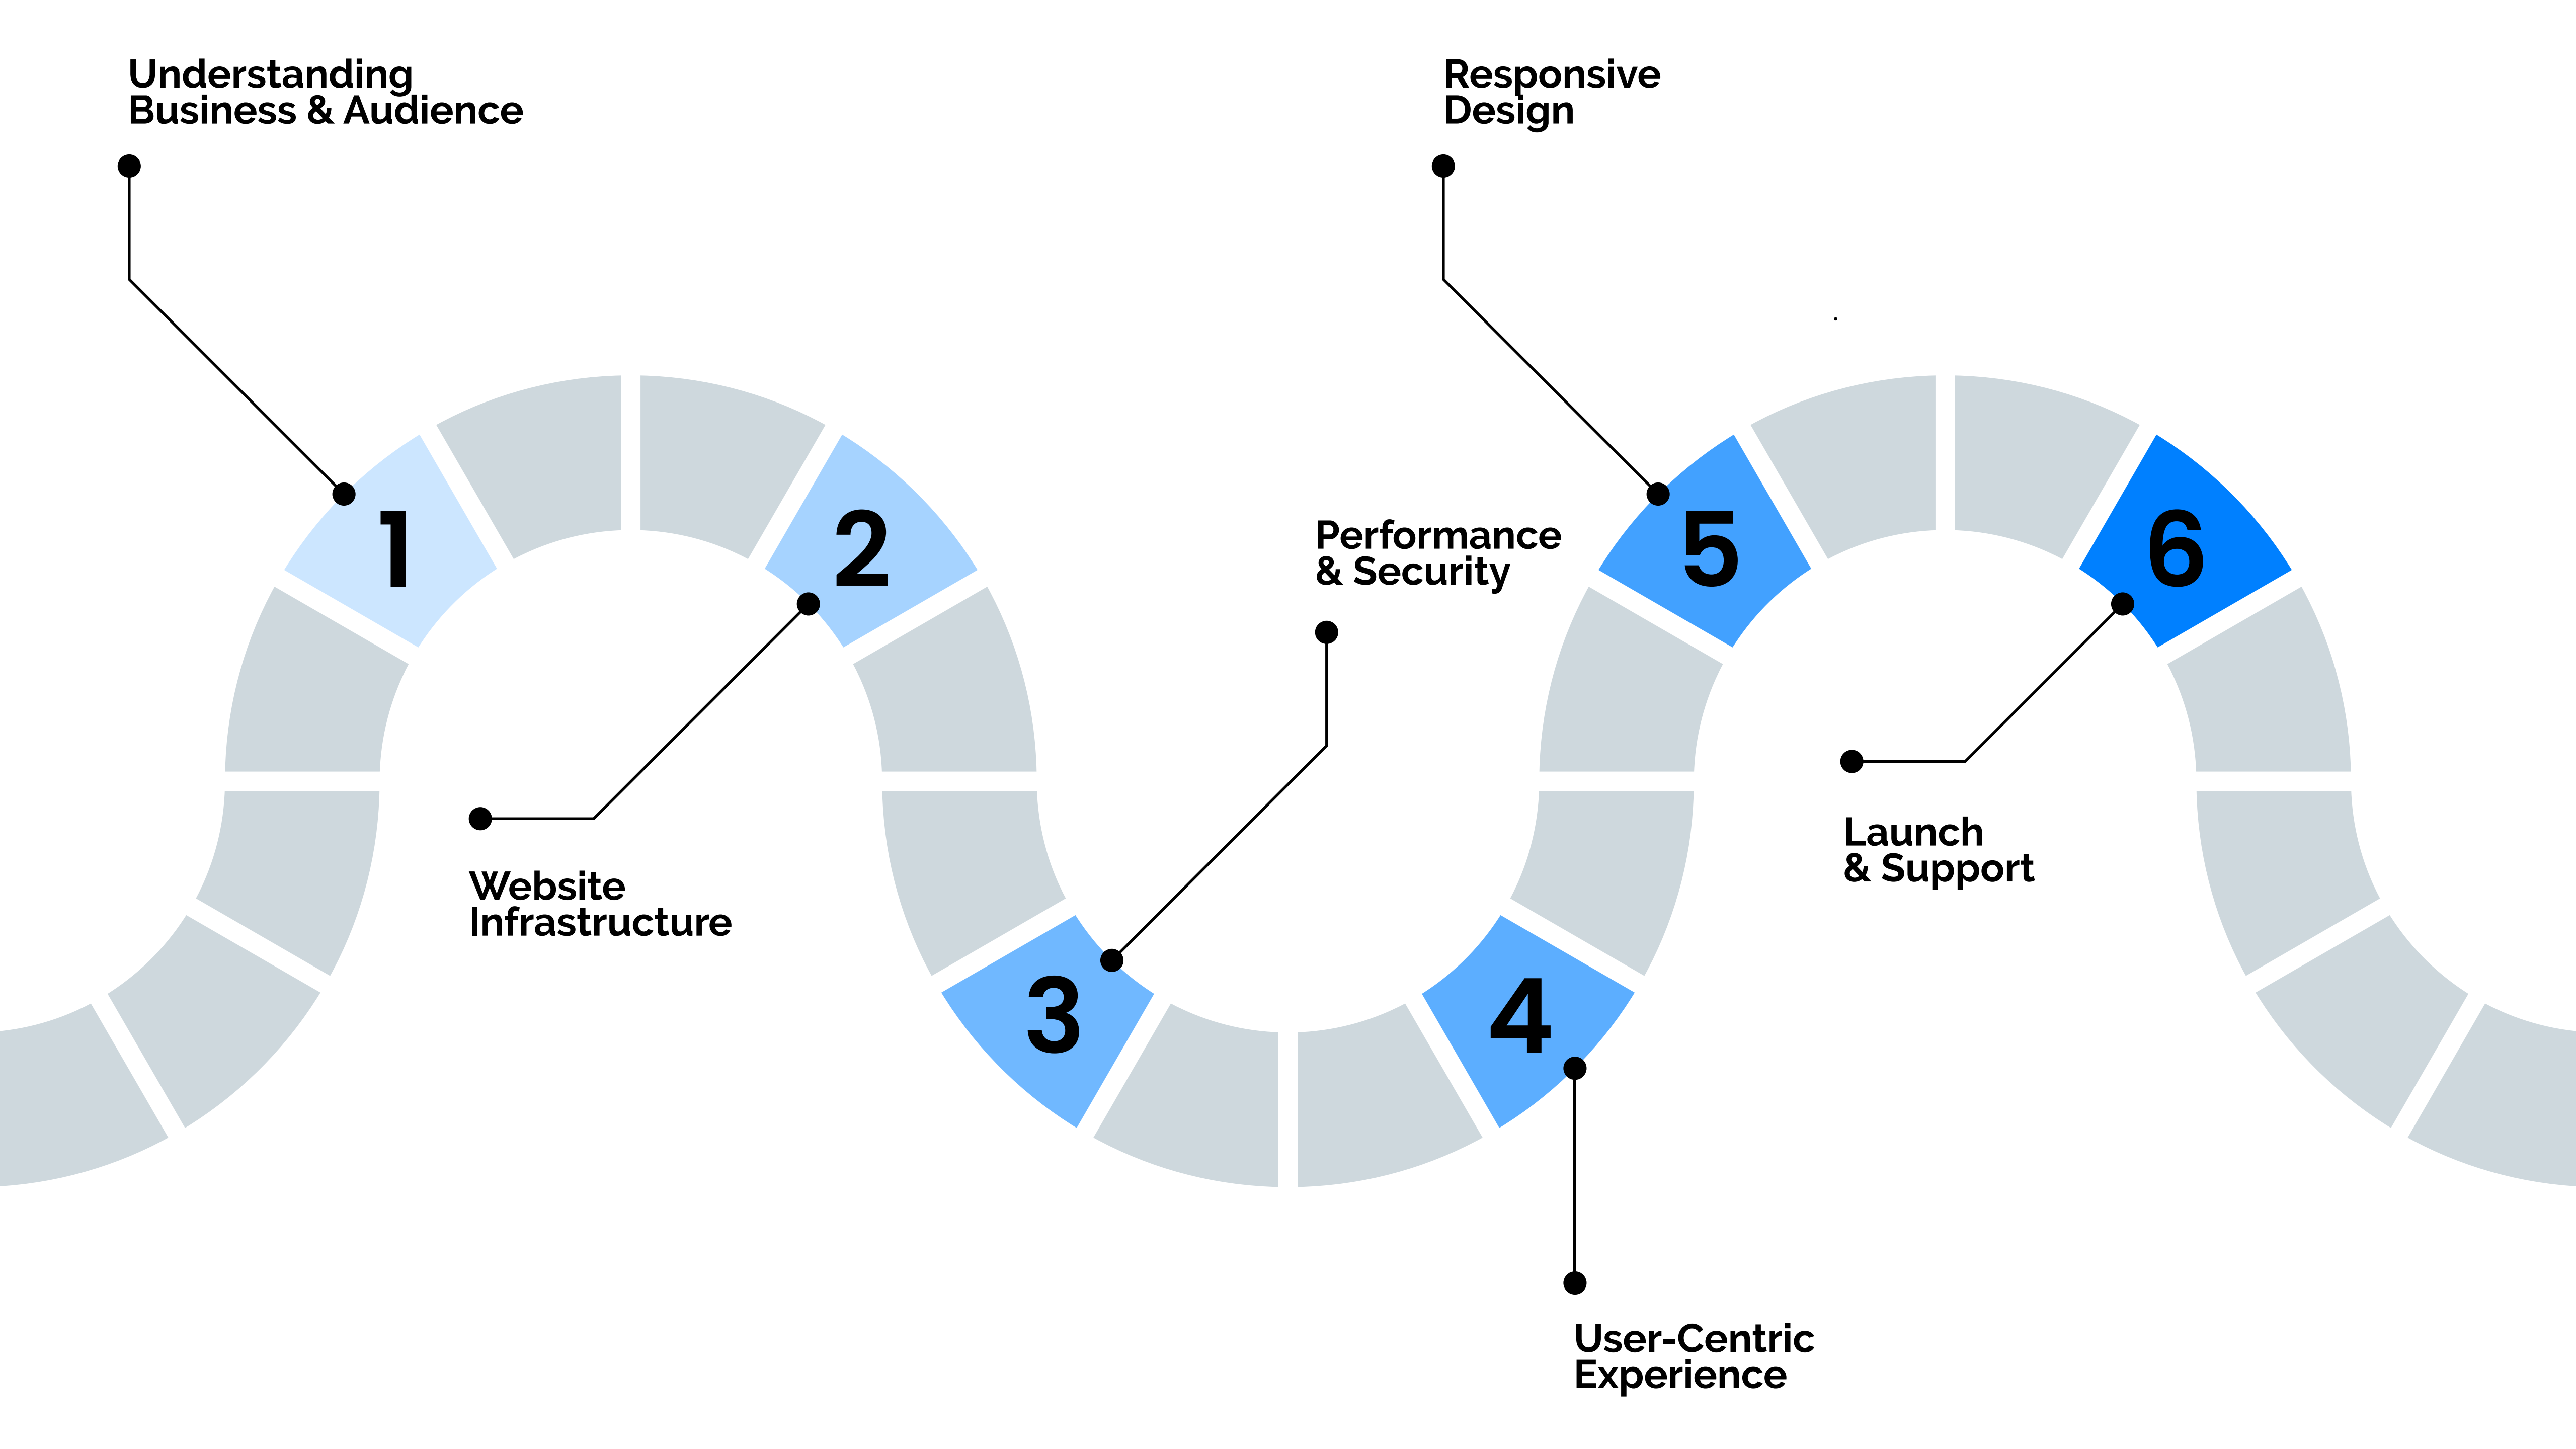 Understanding
Business & Audience
1
2
Website
Infrastructure
Performance
& Security
3
4
User-Centric
Experience
Responsive
Design
5
6
Launch
& Support